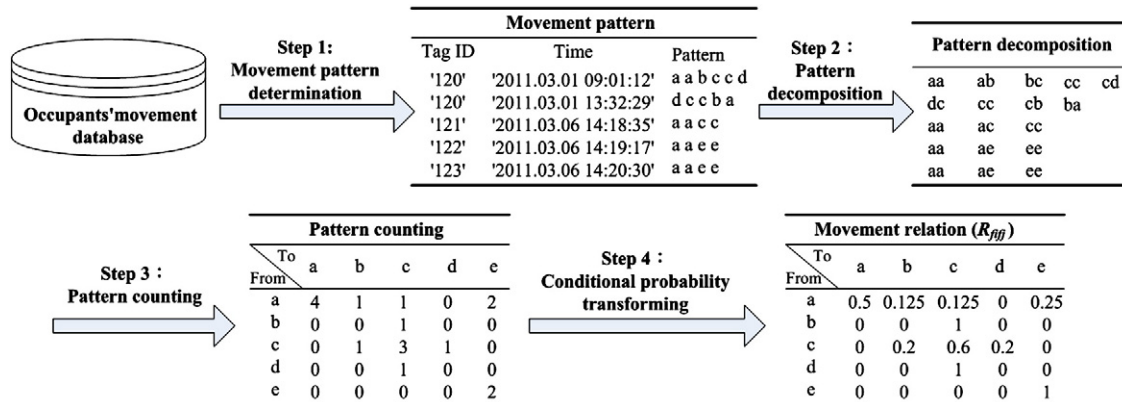 Occupants'movement
database
Step 1:
Movement pattern
determination
Movement pattern
Tag ID Time Pattern
'120' '2011.03.01 09:01:12' a a b c c d
'120' '2011.03.01 13:32:29' d c c b a
'121' '2011.03.06 14:18:35' a a c c
'122' '2011.03.06 14:19:17' a a e e
'123' '2011.03.06 14:20:30' a a e e
Step 2：
Pattern
decomposition
Pattern decomposition
aa ab bc cc cd
dc cc cb ba
aa ac cc
aa ae ee
aa ae ee
Step 3：
Pattern counting
Pattern counting
To
From
a b c d e
a 4 1 1 0 2
b 0 0 1 0 0
c 0 1 3 1 0
d 0 0 1 0 0
e 0 0 0 0 2
Step 4：
Conditional probability
transforming
Movement relation (Rfifj)
To
From
a b c d e
a 0.5 0.125 0.125 0 0.25
b 0 0 1 0 0
c 0 0.2 0.6 0.2 0
d 0 0 1 0 0
e 0 0 0 0 1